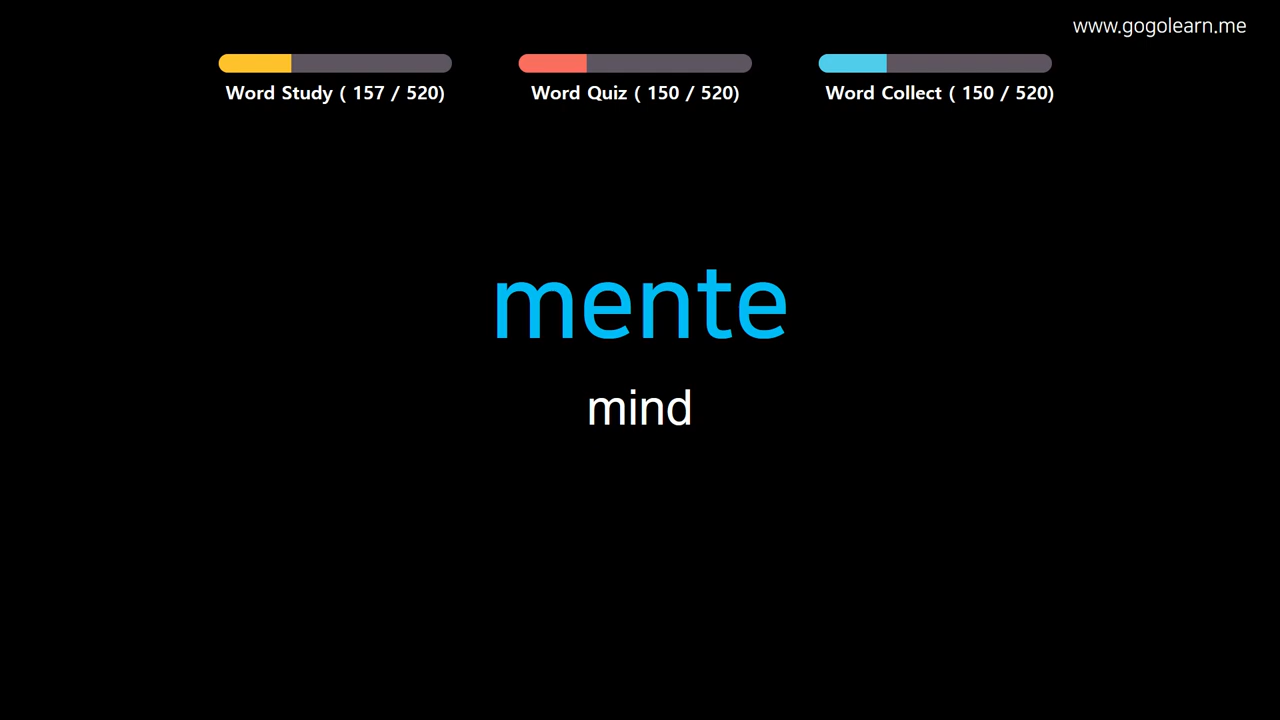 www.gogolearn.me
Word Study ( 157 / 520)
Word Quiz ( 150 / 520)
Word Collect ( 150 / 520)
mente
mind